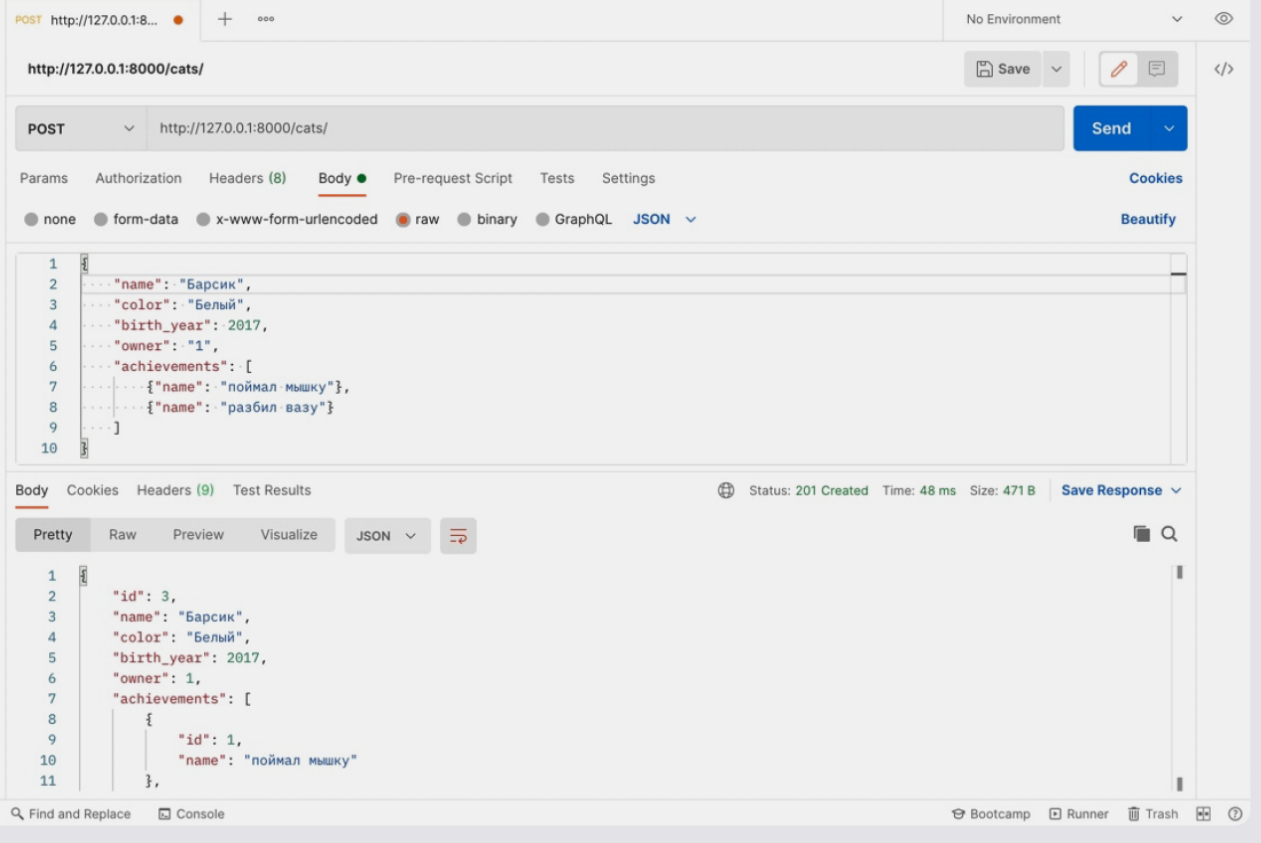 POST http://127.0.0.1:8... No Environment
http://127.0.0.1:8000/cats/ Save </>
POST http://127.0.0.1:8000/cats/ Send
Params Authorization Headers (8) Body Pre-request Script Tests Settings Cookies
none form-data x-www-form-urlencoded raw binary GraphQL JSON Beautify
1 {
2 "name": "Барсик",
3 "color": "Белый",
4 "birth_year": 2017,
5 "owner": "1",
6 "achievements": [
7 {"name": "поймал мышку"},
8 {"name": "разбил вазу"}
9 ]
10 }
Body Cookies Headers (9) Test Results Status: 201 Created Time: 48 ms Size: 471 B Save Response
Pretty Raw Preview Visualize JSON
1 {
2 "id": 3,
3 "name": "Барсик",
4 "color": "Белый",
5 "birth_year": 2017,
6 "owner": 1,
7 "achievements": [
8 {
9 "id": 1,
10 "name": "поймал мышку"
11 },
Find and Replace Console Bootcamp Runner Trash